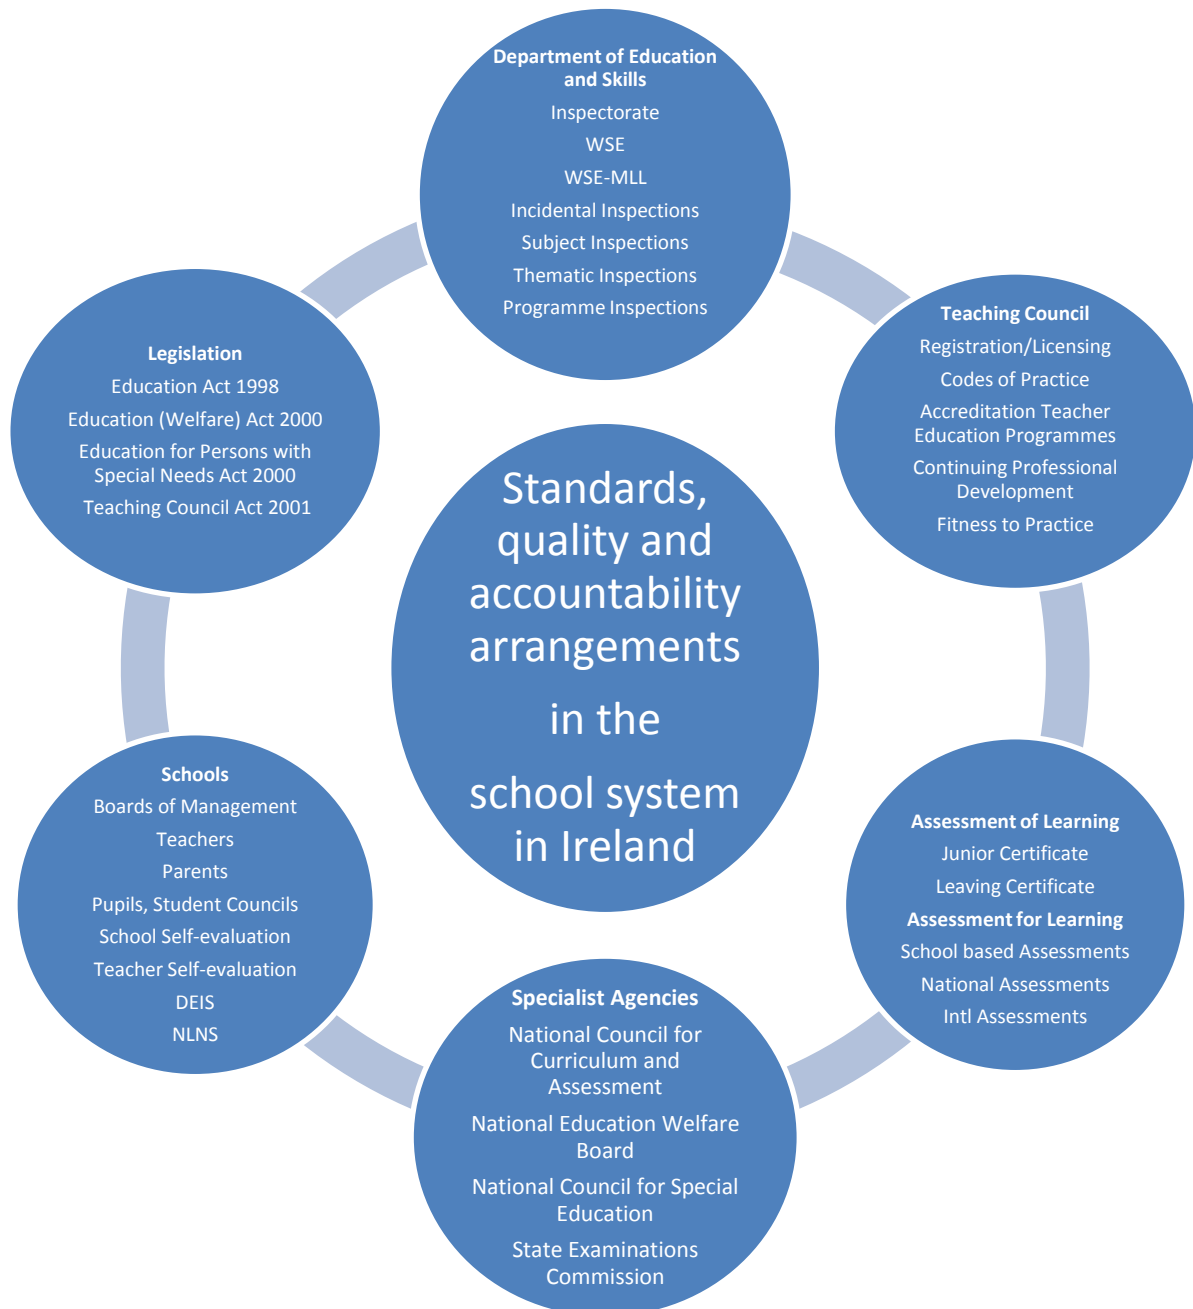 Department of Education
and Skills
Inspectorate
WSE
WSE-MLL
Incidental Inspections
Subject Inspections
Thematic Inspections
Programme Inspections
Teaching Council
Registration/Licensing
Codes of Practice
Accreditation Teacher
Education Programmes
Continuing Professional
Development
Fitness to Practice
Assessment of Learning
Junior Certificate
Leaving Certificate
Assessment for Learning
School based Assessments
National Assessments
Intl Assessments
Specialist Agencies
National Council for
Curriculum and
Assessment
National Education Welfare
Board
National Council for Special
Education
State Examinations
Commission
Schools
Boards of Management
Teachers
Parents
Pupils, Student Councils
School Self-evaluation
Teacher Self-evaluation
DEIS
NLNS
Legislation
Education Act 1998
Education (Welfare) Act 2000
Education for Persons with
Special Needs Act 2000
Teaching Council Act 2001
Standards,
quality and
accountability
arrangements
in the
school system
in Ireland